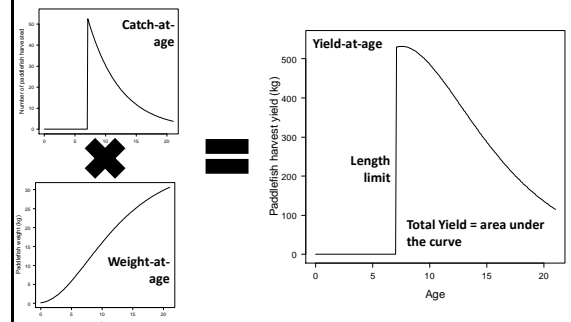 Catch-at-
age
Number of paddlefish harvested
50
40
30
20
10
0
0 5 10 15 20
Weight-at-
age
Paddlefish weight (kg)
30
25
20
15
10
5
0
0 5 10 15 20
Yield-at-age
Paddlefish harvest yield (kg)
500
400
300
200
100
0
Length
limit
Total Yield = area under
the curve
0 5 10 15 20
Age